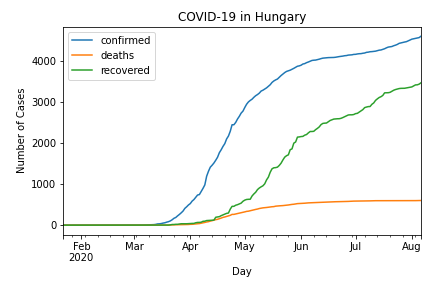 COVID-19 in Hungary
confirmed
deaths
recovered
Number of Cases
4000
3000
2000
1000
0
Feb Mar Apr May Jun Jul Aug
2020
Day